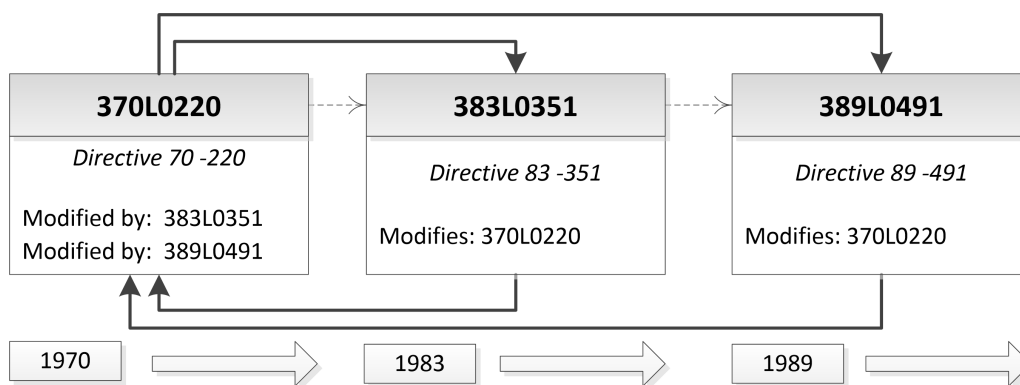 370L0220
Directive 70 -220
Modified by: 383L0351
Modified by: 389L0491
383L0351
Directive 83 -351
Modifies: 370L0220
389L0491
Directive 89 -491
Modifies: 370L0220
1970
1983
1989